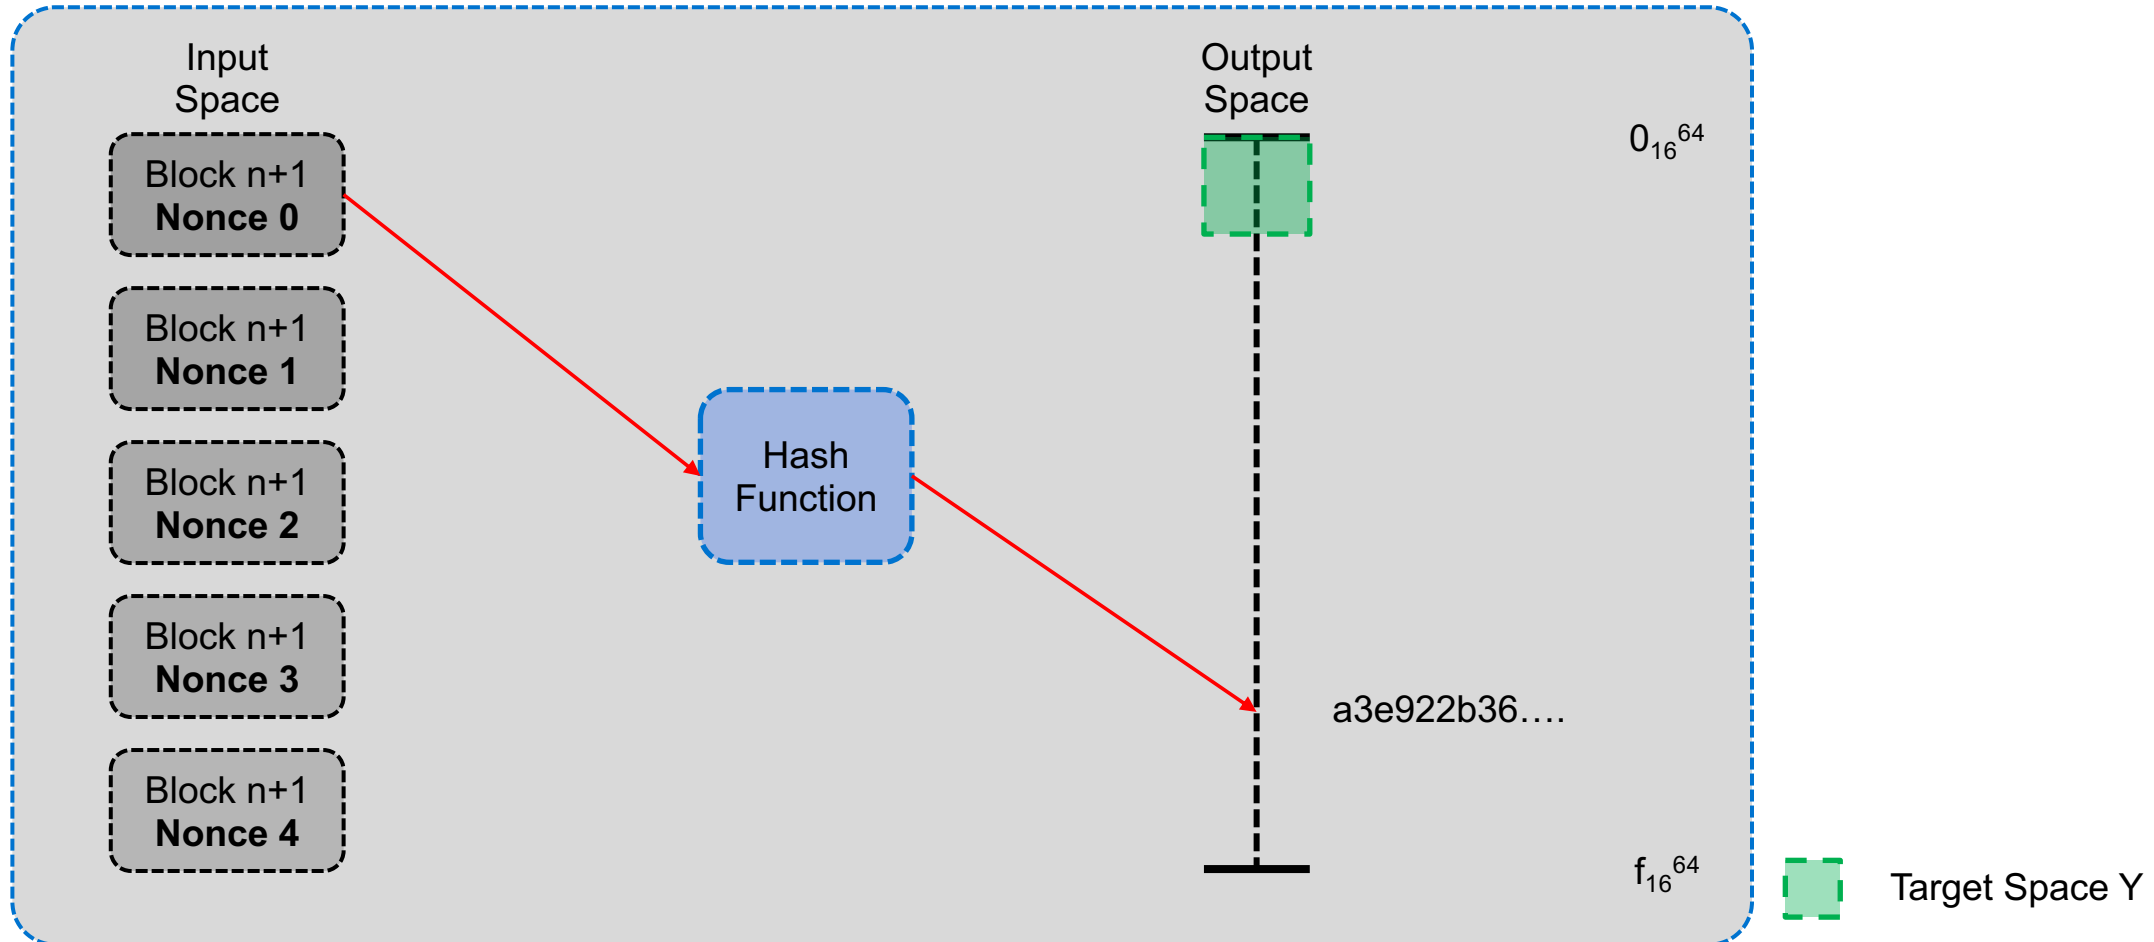 Input
Space
Block n+1
Nonce 0
Block n+1
Nonce 1
Block n+1
Nonce 2
Block n+1
Nonce 3
Block n+1
Nonce 4
Hash
Function
Output
Space
0₁₆⁶⁴
a3e922b36....
f₁₆⁶⁴
Target Space Y